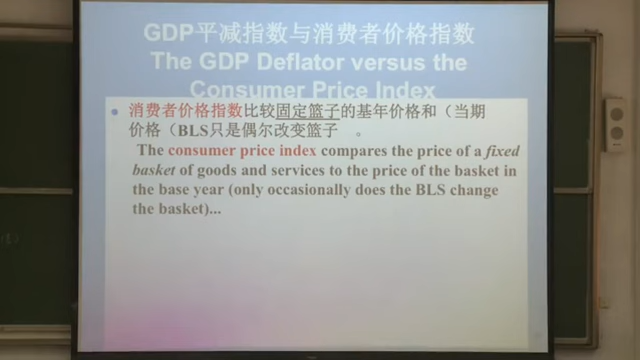 GDP平减指数与消费者价格指数
The GDP Deflator versus the
Consumer Price Index
• 消费者价格指数比较固定篮子的基年价格和（当期
价格（BLS只是偶尔改变篮子 。
The consumer price index compares the price of a fixed
basket of goods and services to the price of the basket in
the base year (only occasionally does the BLS change
the basket)...